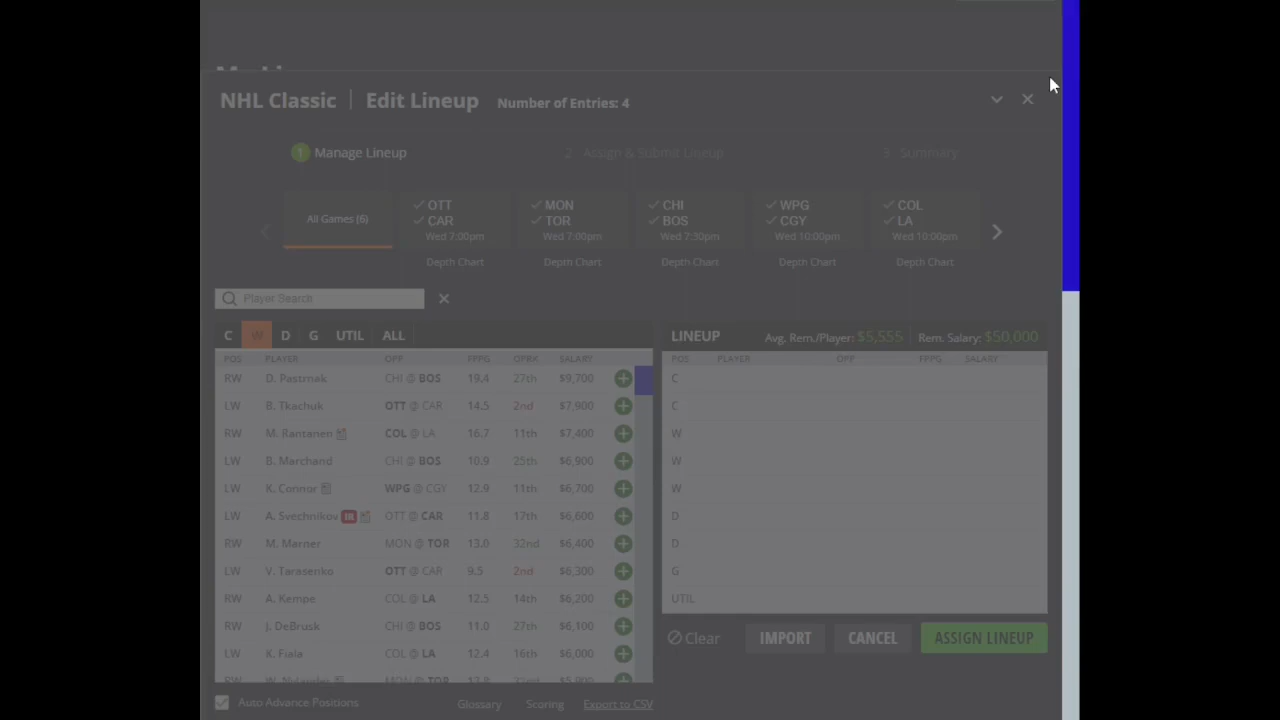 NHL Classic | Edit Lineup Number of Entries: 4
1 Manage Lineup 2 Assign & Submit Lineup 3 Summary
All Games (6)
OTT CAR Wed 7:00pm
MON TOR Wed 7:00pm
CHI BOS Wed 7:30pm
WPG CGY Wed 10:00pm
COL LA Wed 10:00pm
Depth Chart Depth Chart Depth Chart Depth Chart Depth Chart
Player Search
C W D G UTIL ALL
POS PLAYER OPP FPPG OPRK SALARY
RW D. Pastrnak CHI @ BOS 19.4 27th $9,700
LW B. Tkachuk OTT @ CAR 14.5 2nd $7,900
RW M. Rantanen COL @ LA 16.7 11th $7,400
LW B. Marchand CHI @ BOS 10.9 25th $6,900
LW K. Connor WPG @ CGY 12.9 11th $6,700
LW A. Svechnikov IR OTT @ CAR 11.8 17th $6,600
RW M. Marner MON @ TOR 13.0 32nd $6,400
LW V. Tarasenko OTT @ CAR 9.5 2nd $6,300
RW A. Kempe COL @ LA 12.5 14th $6,200
RW J. DeBrusk CHI @ BOS 11.0 27th $6,100
LW K. Fiala COL @ LA 12.4 16th $6,000
RW W. Nylander MON @ TOR
Auto Advance Positions Glossary Scoring Export to CSV
LINEUP Avg. Rem./Player: $5,555 Rem. Salary: $50,000
POS PLAYER OPP FPPG SALARY
C
C
W
W
W
D
D
G
UTIL
Clear IMPORT CANCEL ASSIGN LINEUP